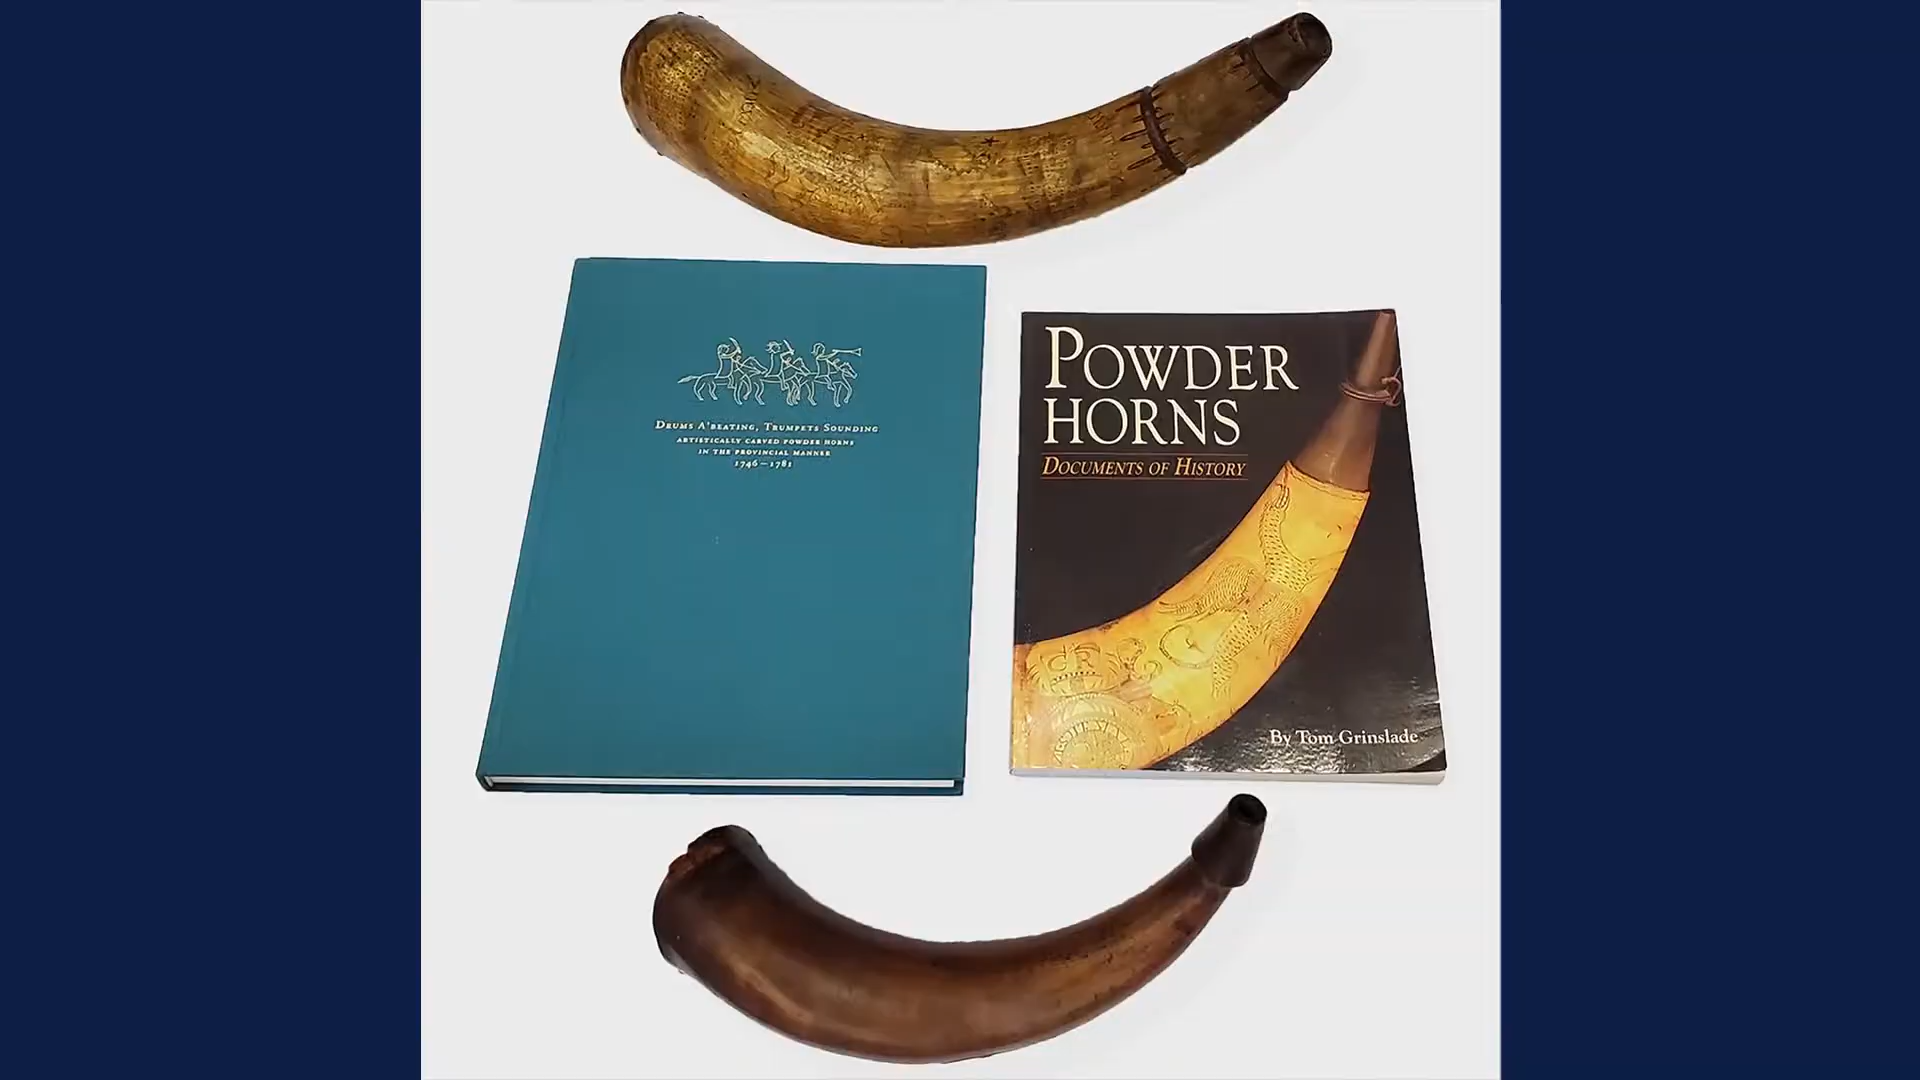 DRUMS A'BEATING, TRUMPETS SOUNDING
ARTISTICALLY CARVED POWDER HORNS
IN THE PROVINCIAL MANNER
1746–1781
POWDER
HORNS
DOCUMENTS OF HISTORY
CR
By Tom Grinslade